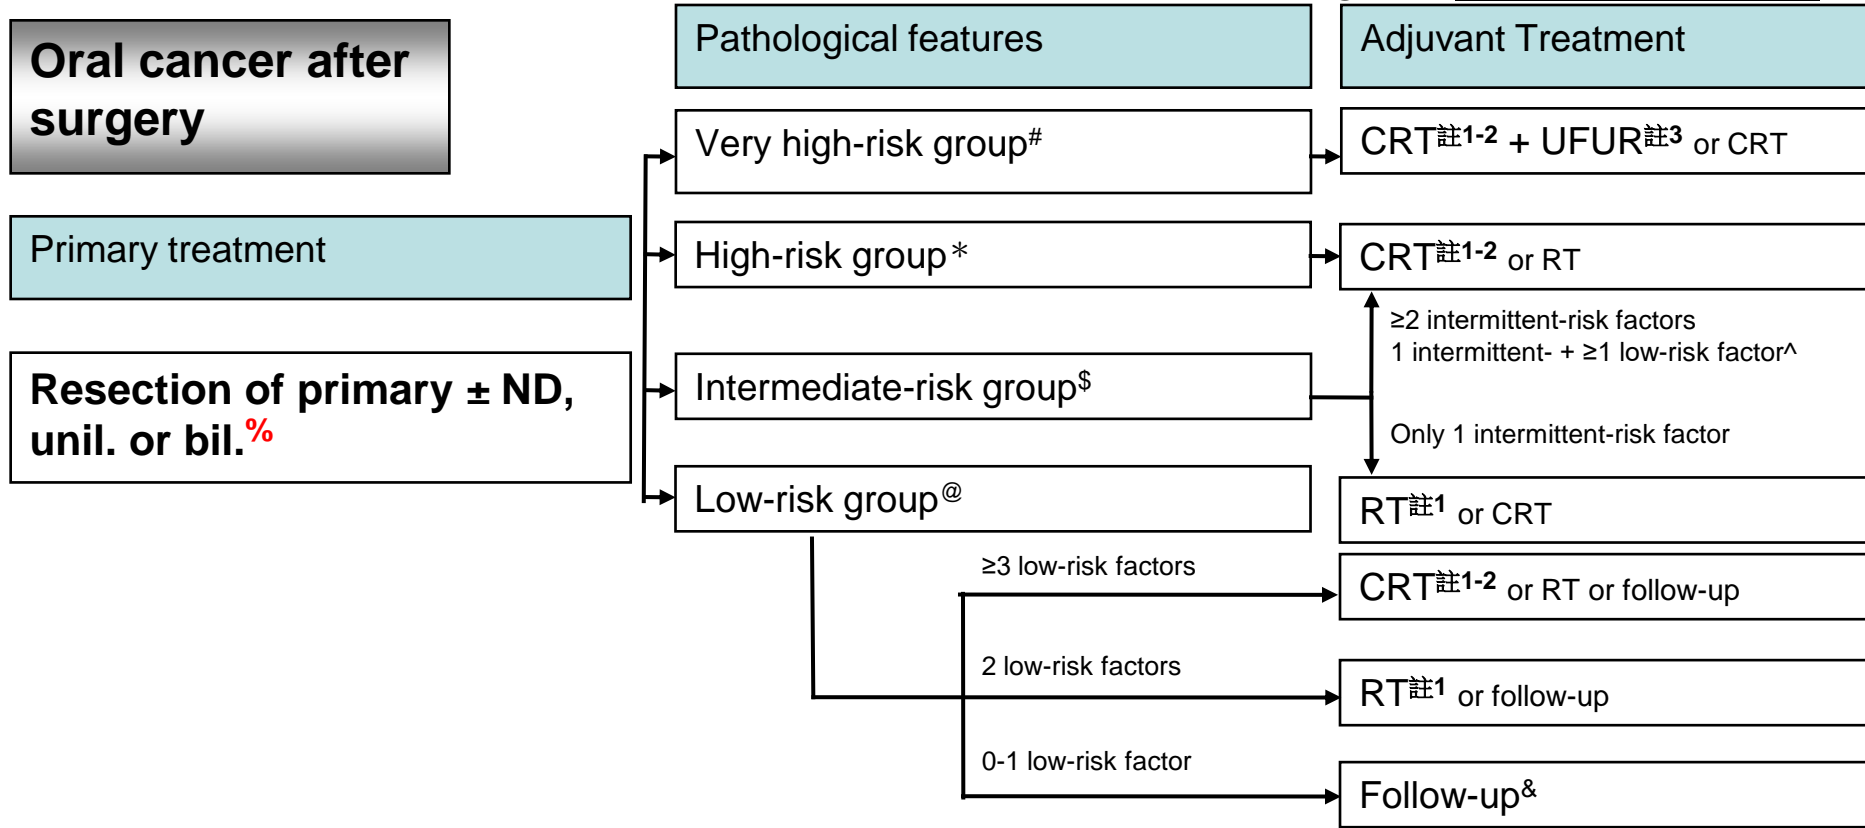 Oral cancer after
surgery
Primary treatment
Resection of primary ± ND,
unil. or bil.%
Pathological features
Very high-risk group#
High-risk group*
Intermediate-risk group$
Low-risk group@
Adjuvant Treatment
CRT註1-2 + UFUR註3 or CRT
CRT註1-2 or RT
≥2 intermittent-risk factors
1 intermittent- + ≥1 low-risk factor^
Only 1 intermittent-risk factor
RT註1 or CRT
≥3 low-risk factors
CRT註1-2 or RT or follow-up
2 low-risk factors
RT註1 or follow-up
0-1 low-risk factor
Follow-up&